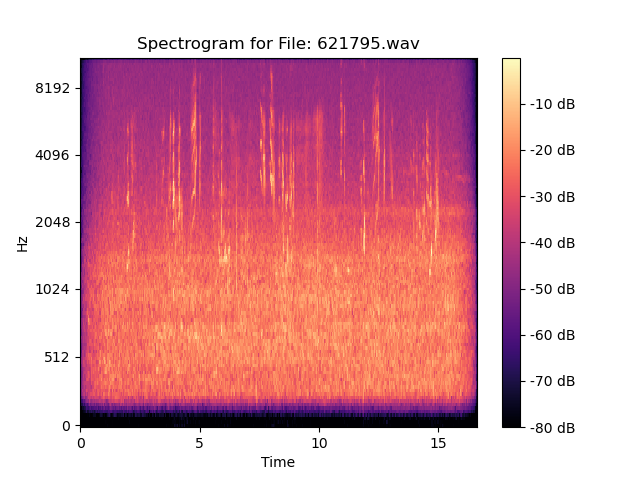 Spectrogram for File: 621795.wav
8192
4096
2048
1024
512
0
Hz
0
5
10
15
Time
-10 dB
-20 dB
-30 dB
-40 dB
-50 dB
-60 dB
-70 dB
-80 dB